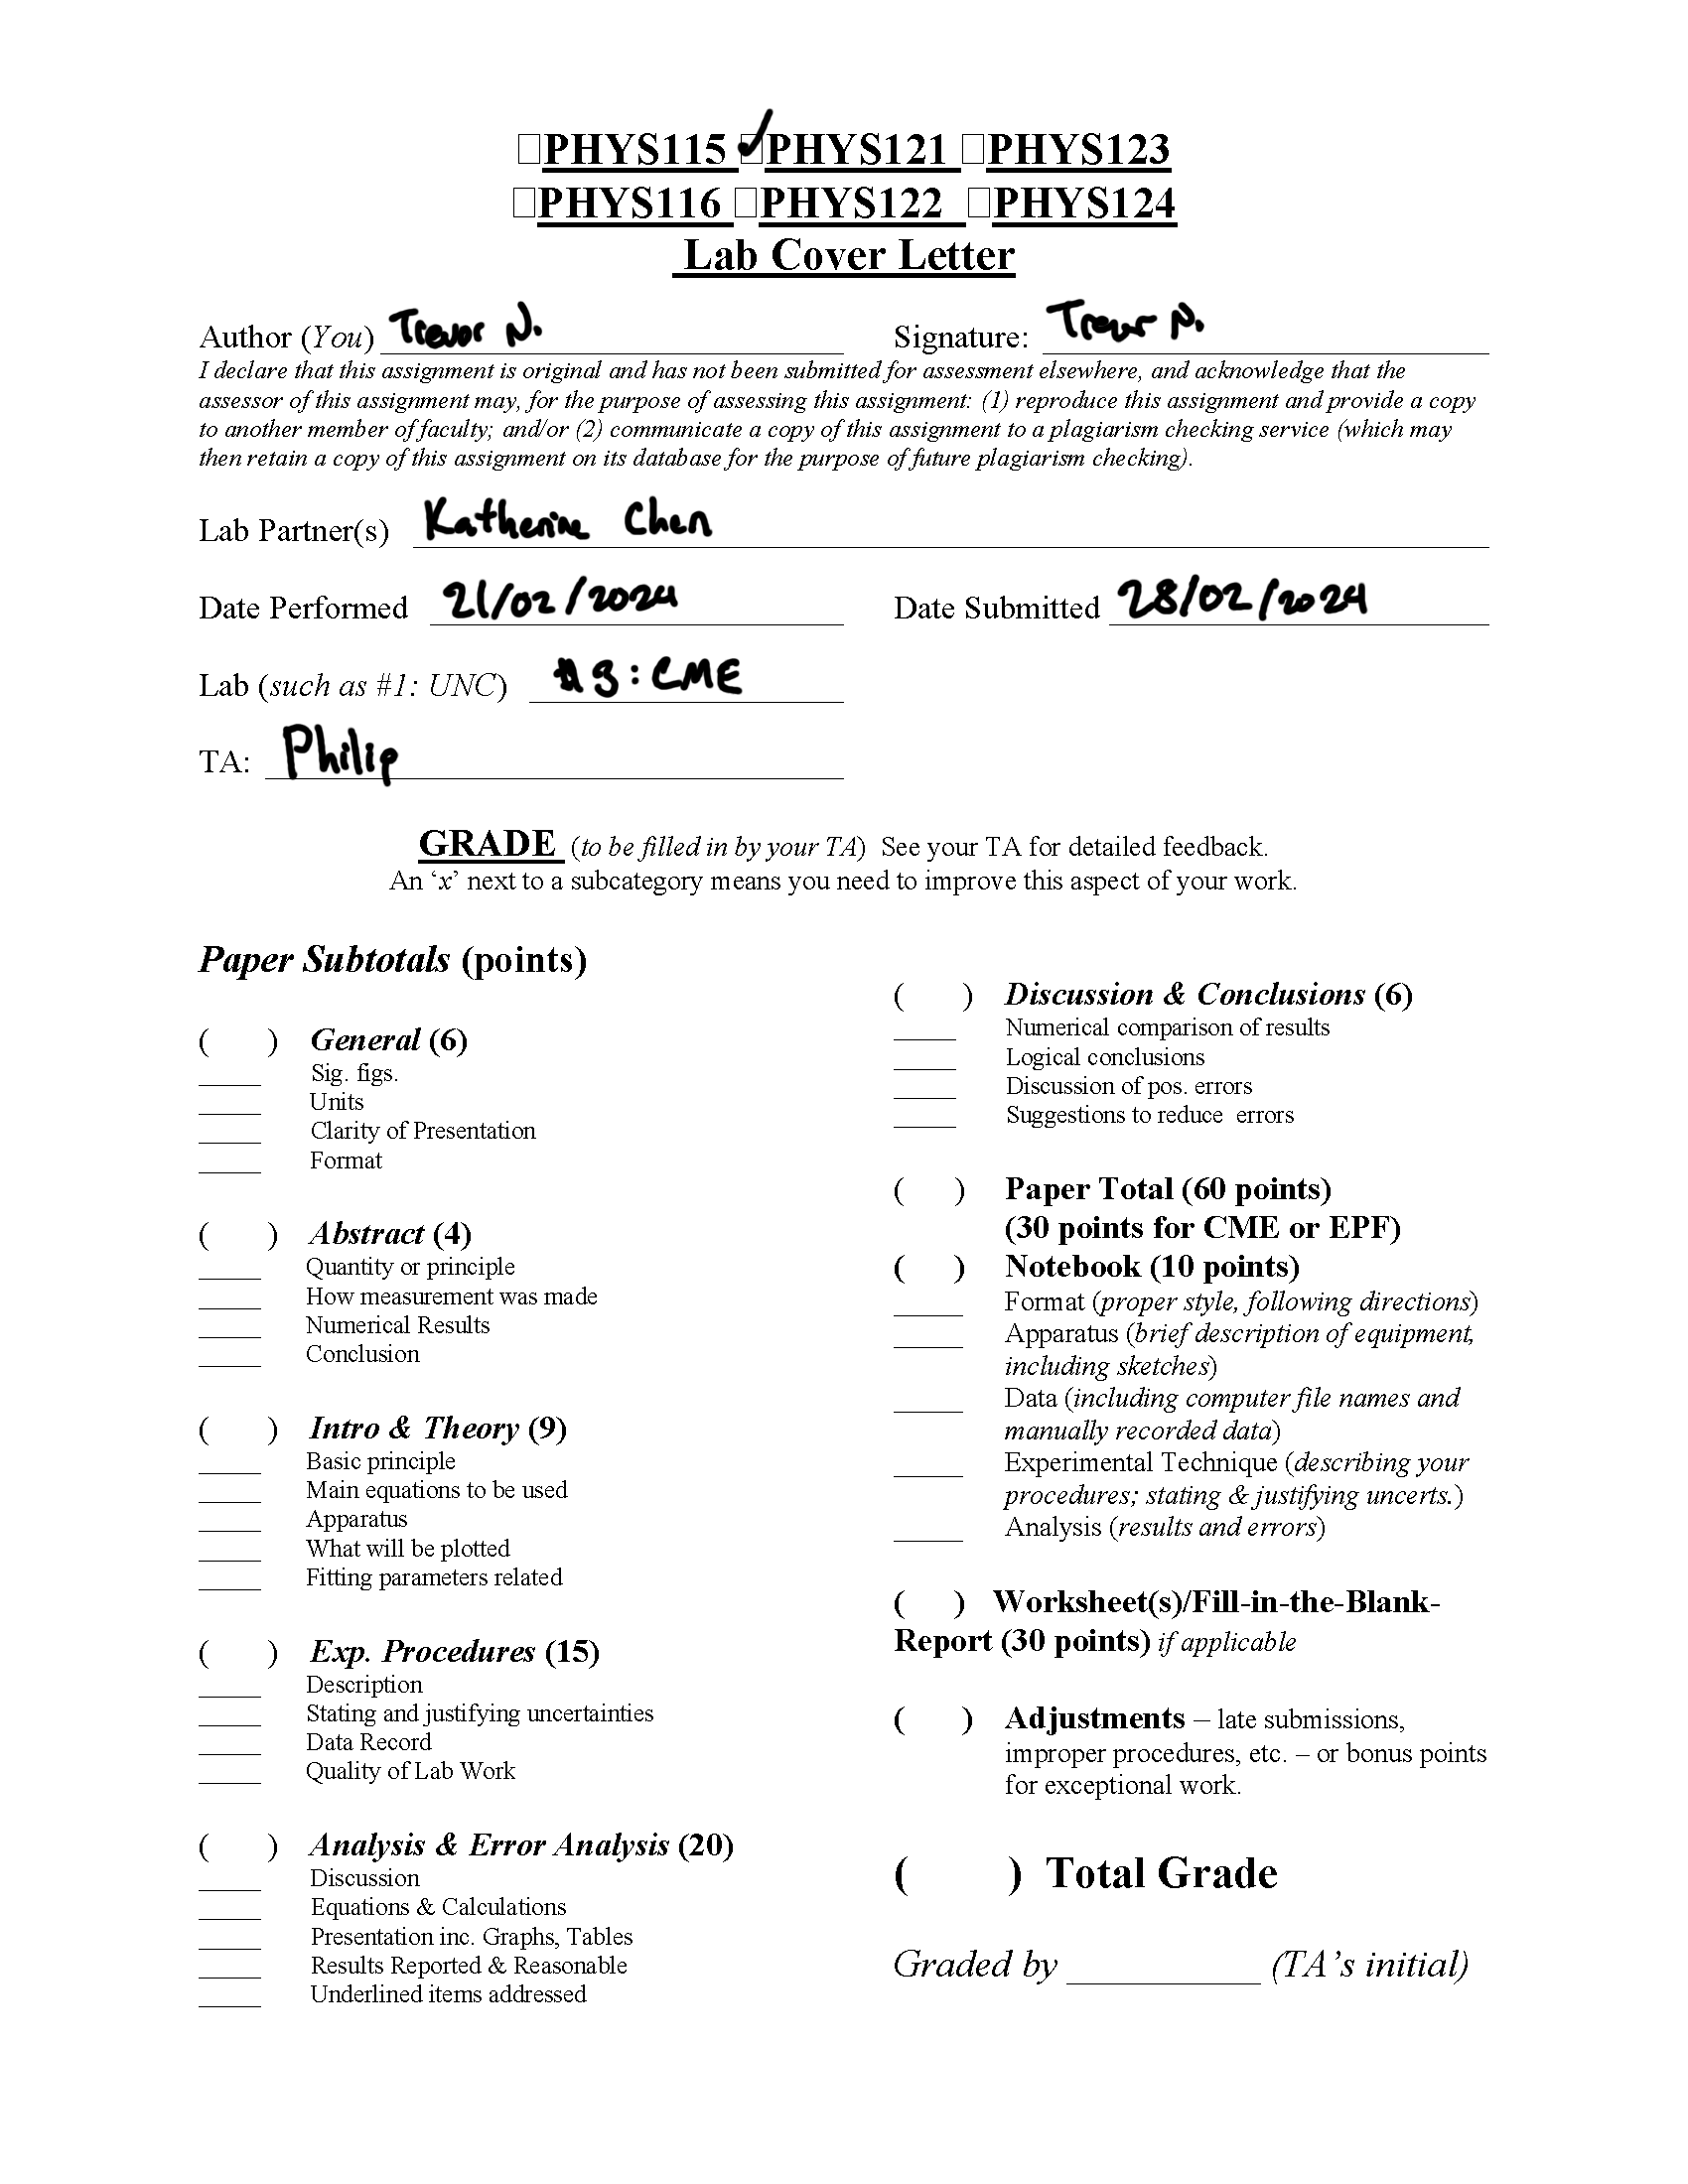 ☐PHYS115 ☑PHYS121 ☐PHYS123
☐PHYS116 ☐PHYS122 ☐PHYS124
Lab Cover Letter
Author (You) Trevor N. Signature: Trevor N.
I declare that this assignment is original and has not been submitted for assessment elsewhere, and acknowledge that the
assessor of this assignment may, for the purpose of assessing this assignment: (1) reproduce this assignment and provide a copy
to another member of faculty; and/or (2) communicate a copy of this assignment to a plagiarism checking service (which may
then retain a copy of this assignment on its database for the purpose of future plagiarism checking).
Lab Partner(s) Katherine Chen
Date Performed 21/02/2024 Date Submitted 28/02/2024
Lab (such as #1: UNC) #3: CME
TA: Philip
GRADE (to be filled in by your TA) See your TA for detailed feedback.
An ‘x’ next to a subcategory means you need to improve this aspect of your work.
Paper Subtotals (points)
( ) General (6)
____ Sig. figs.
____ Units
____ Clarity of Presentation
____ Format
( ) Abstract (4)
____ Quantity or principle
____ How measurement was made
____ Numerical Results
____ Conclusion
( ) Intro & Theory (9)
____ Basic principle
____ Main equations to be used
____ Apparatus
____ What will be plotted
____ Fitting parameters related
( ) Exp. Procedures (15)
____ Description
____ Stating and justifying uncertainties
____ Data Record
____ Quality of Lab Work
( ) Analysis & Error Analysis (20)
____ Discussion
____ Equations & Calculations
____ Presentation inc. Graphs, Tables
____ Results Reported & Reasonable
____ Underlined items addressed
( ) Discussion & Conclusions (6)
____ Numerical comparison of results
____ Logical conclusions
____ Discussion of pos. errors
____ Suggestions to reduce errors
( ) Paper Total (60 points)
(30 points for CME or EPF)
( ) Notebook (10 points)
____ Format (proper style, following directions)
____ Apparatus (brief description of equipment,
including sketches)
____ Data (including computer file names and
manually recorded data)
____ Experimental Technique (describing your
procedures; stating & justifying uncerts.)
____ Analysis (results and errors)
( ) Worksheet(s)/Fill-in-the-Blank-
Report (30 points) if applicable
( ) Adjustments – late submissions,
improper procedures, etc. – or bonus points
for exceptional work.
( ) Total Grade
Graded by __________ (TA’s initial)